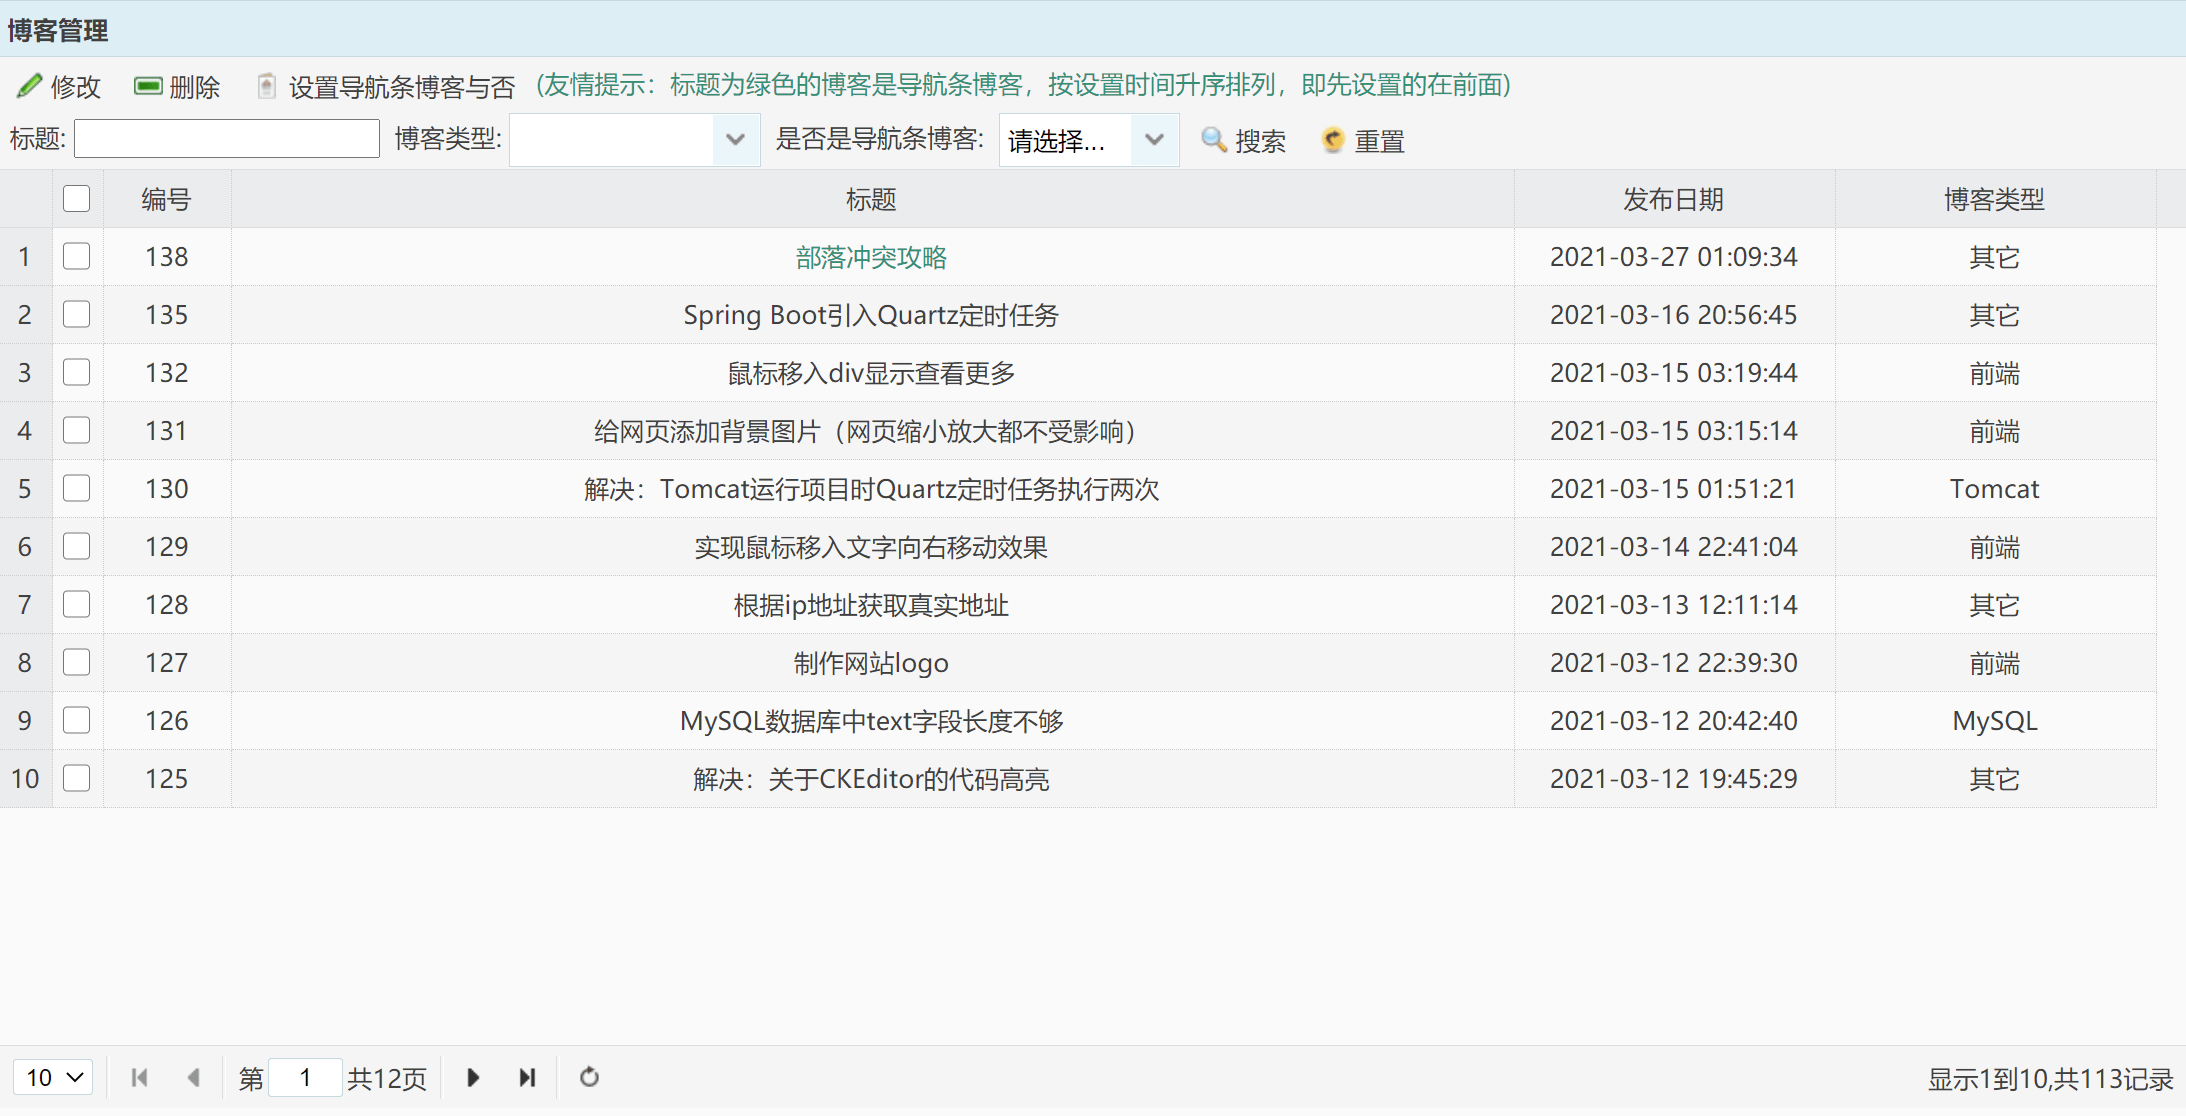 博客管理
修改 删除 设置导航条博客与否 (友情提示：标题为绿色的博客是导航条博客，按设置时间升序排列，即先设置的在前面)
标题: 博客类型: 是否是导航条博客: 请选择... 搜索 重置
编号 标题 发布日期 博客类型
1 138 部落冲突攻略 2021-03-27 01:09:34 其它
2 135 Spring Boot引入Quartz定时任务 2021-03-16 20:56:45 其它
3 132 鼠标移入div显示查看更多 2021-03-15 03:19:44 前端
4 131 给网页添加背景图片（网页缩小放大都不受影响） 2021-03-15 03:15:14 前端
5 130 解决：Tomcat运行项目时Quartz定时任务执行两次 2021-03-15 01:51:21 Tomcat
6 129 实现鼠标移入文字向右移动效果 2021-03-14 22:41:04 前端
7 128 根据ip地址获取真实地址 2021-03-13 12:11:14 其它
8 127 制作网站logo 2021-03-12 22:39:30 前端
9 126 MySQL数据库中text字段长度不够 2021-03-12 20:42:40 MySQL
10 125 解决：关于CKEditor的代码高亮 2021-03-12 19:45:29 其它
10 第 1 共12页 显示1到10,共113记录